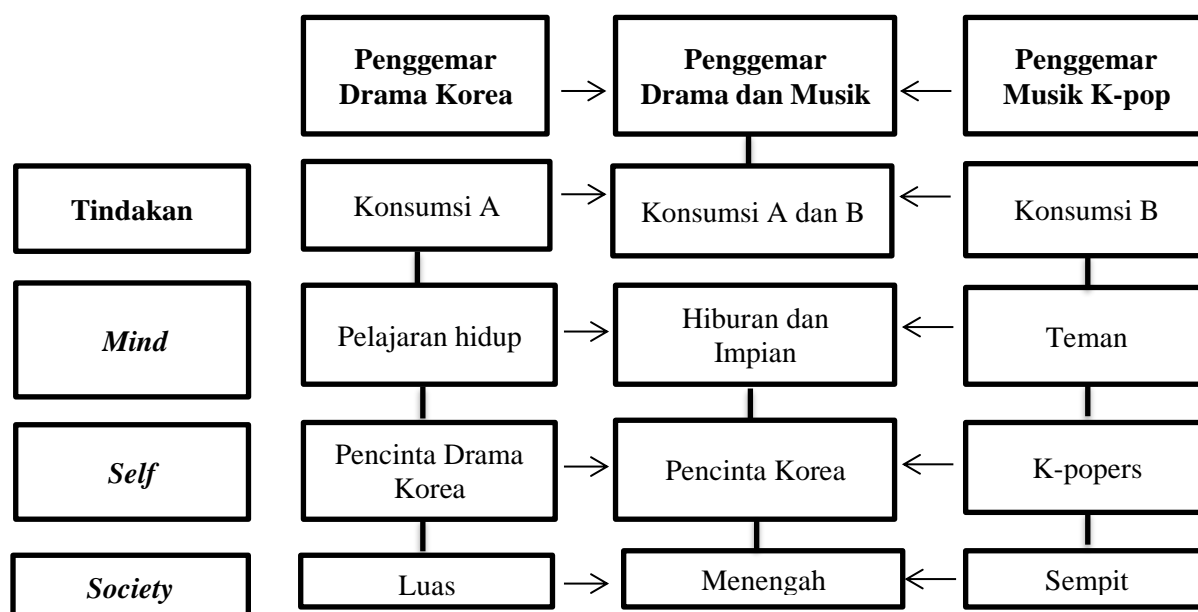 Penggemar
Drama Korea
Penggemar
Drama dan Musik
Penggemar
Musik K-pop
Tindakan
Konsumsi A
Konsumsi A dan B
Konsumsi B
Mind
Pelajaran hidup
Hiburan dan
Impian
Teman
Self
Pencinta Drama
Korea
Pencinta Korea
K-popers
Society
Luas
Menengah
Sempit